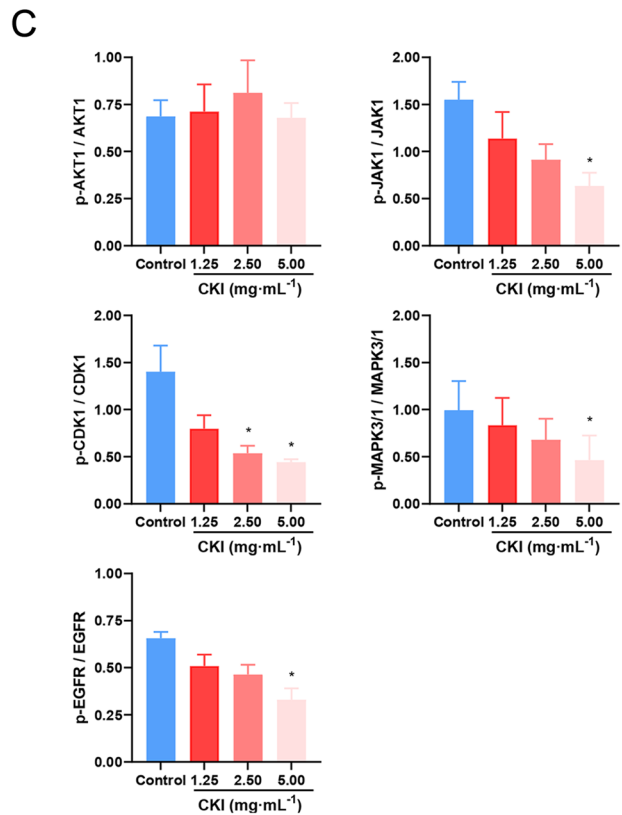 C
p-AKT1 / AKT1
1.00
0.75
0.50
0.25
0.00
Control 1.25 2.50 5.00
CKI (mg·mL⁻¹)
p-JAK1 / JAK1
2.00
1.50
1.00
0.50
0.00
*
Control 1.25 2.50 5.00
CKI (mg·mL⁻¹)
p-CDK1 / CDK1
2.00
1.50
1.00
0.50
0.00
* *
Control 1.25 2.50 5.00
CKI (mg·mL⁻¹)
p-MAPK3/1 / MAPK3/1
2.00
1.50
1.00
0.50
0.00
*
Control 1.25 2.50 5.00
CKI (mg·mL⁻¹)
p-EGFR / EGFR
1.00
0.75
0.50
0.25
0.00
*
Control 1.25 2.50 5.00
CKI (mg·mL⁻¹)